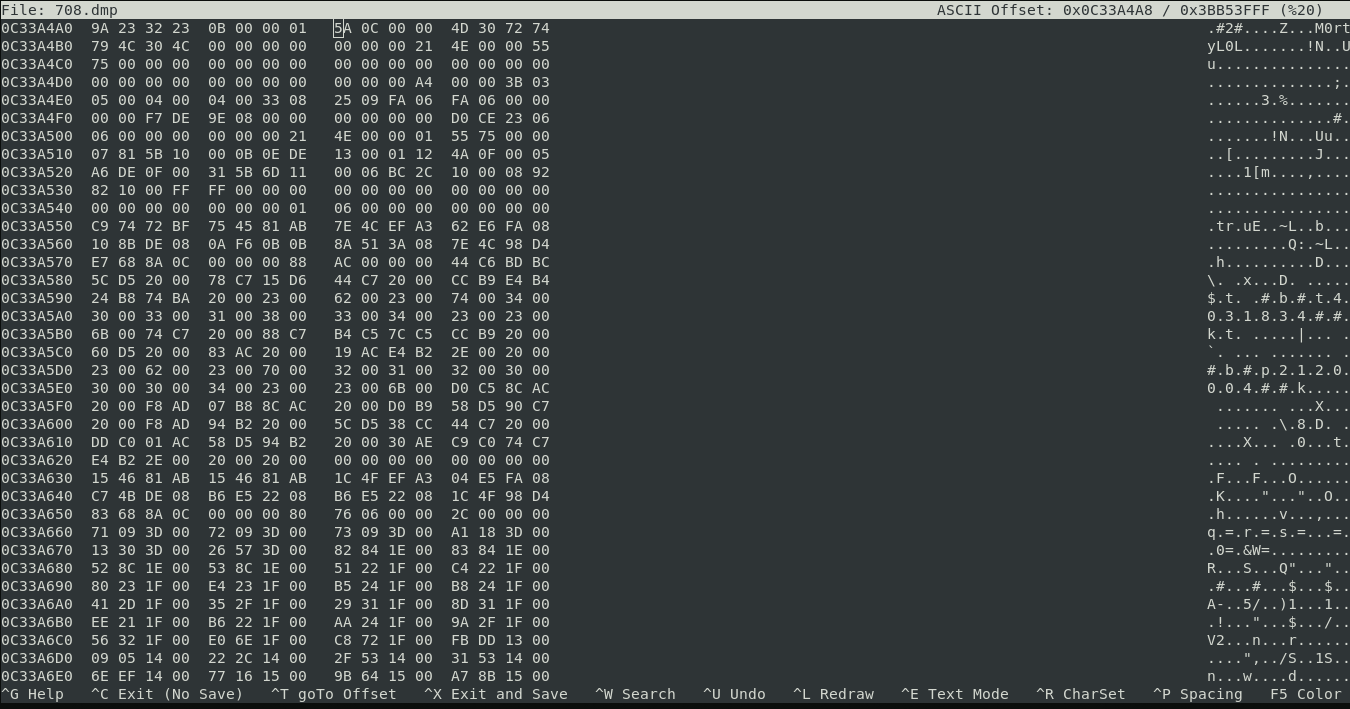 File: 708.dmp ASCII Offset: 0x0C33A4A8 / 0x3BB53FFF (%20)
0C33A4A0 9A 23 32 23 0B 00 00 01 5A 0C 00 00 4D 30 72 74 .#2#....Z...M0rt
0C33A4B0 79 4C 30 4C 00 00 00 00 00 00 00 21 4E 00 00 55 yL0L.......!N..U
0C33A4C0 75 00 00 00 00 00 00 00 00 00 00 00 00 00 00 00 u...............
0C33A4D0 00 00 00 00 00 00 00 00 00 00 00 A4 00 00 3B 03 ..............;.
0C33A4E0 05 00 04 00 04 00 33 08 25 09 FA 06 FA 06 00 00 ......3.%.......
0C33A4F0 00 00 F7 DE 9E 08 00 00 00 00 00 00 D0 CE 23 06 ..............#.
0C33A500 06 00 00 00 00 00 00 21 4E 00 00 01 55 75 00 00 .......!N...Uu..
0C33A510 07 81 5B 10 00 0B 0E DE 13 00 01 12 4A 0F 00 05 ..[.........J...
0C33A520 A6 DE 0F 00 31 5B 6D 11 00 06 BC 2C 10 00 08 92 ....1[m....,....
0C33A530 82 10 00 FF FF 00 00 00 00 00 00 00 00 00 00 00 ................
0C33A540 00 00 00 00 00 00 00 01 06 00 00 00 00 00 00 00 ................
0C33A550 C9 74 72 BF 75 45 81 AB 7E 4C EF A3 62 E6 FA 08 .tr.uE..~L..b...
0C33A560 10 8B DE 08 0A F6 0B 0B 8A 51 3A 08 7E 4C 98 D4 .........Q:.~L..
0C33A570 E7 68 8A 0C 00 00 00 88 AC 00 00 00 44 C6 BD BC .h..........D...
0C33A580 5C D5 20 00 78 C7 15 D6 44 C7 20 00 CC B9 E4 B4 \. .x...D. .....
0C33A590 24 B8 74 BA 20 00 23 00 62 00 23 00 74 00 34 00 $.t. .#.b.#.t.4.
0C33A5A0 30 00 33 00 31 00 38 00 33 00 34 00 23 00 23 00 0.3.1.8.3.4.#.#.
0C33A5B0 6B 00 74 C7 20 00 88 C7 B4 C5 7C C5 CC B9 20 00 k.t. .....|... .
0C33A5C0 60 D5 20 00 83 AC 20 00 19 AC E4 B2 2E 00 20 00 `. ... ....... .
0C33A5D0 23 00 62 00 23 00 70 00 32 00 31 00 32 00 30 00 #.b.#.p.2.1.2.0.
0C33A5E0 30 00 30 00 34 00 23 00 23 00 6B 00 D0 C5 8C AC 0.0.4.#.#.k.....
0C33A5F0 20 00 F8 AD 07 B8 8C AC 20 00 D0 B9 58 D5 90 C7 ....... ...X...
0C33A600 20 00 F8 AD 94 B2 20 00 5C D5 38 CC 44 C7 20 00 ..... .\.8.D. .
0C33A610 DD C0 01 AC 58 D5 94 B2 20 00 30 AE C9 C0 74 C7 ....X... .0...t.
0C33A620 E4 B2 2E 00 20 00 20 00 00 00 00 00 00 00 00 00 .... . .........
0C33A630 15 46 81 AB 15 46 81 AB 1C 4F EF A3 04 E5 FA 08 .F...F...O......
0C33A640 C7 4B DE 08 B6 E5 22 08 B6 E5 22 08 1C 4F 98 D4 .K...."..."..O..
0C33A650 83 68 8A 0C 00 00 00 80 76 06 00 00 2C 00 00 00 .h......v...,...
0C33A660 71 09 3D 00 72 09 3D 00 73 09 3D 00 A1 18 3D 00 q.=.r.=.s.=...=.
0C33A670 13 30 3D 00 26 57 3D 00 82 84 1E 00 83 84 1E 00 .0=.&W=.........
0C33A680 52 8C 1E 00 53 8C 1E 00 51 22 1F 00 C4 22 1F 00 R...S...Q"..."..
0C33A690 80 23 1F 00 E4 23 1F 00 B5 24 1F 00 B8 24 1F 00 .#...#...$...$..
0C33A6A0 41 2D 1F 00 35 2F 1F 00 29 31 1F 00 8D 31 1F 00 A-..5/..)1...1..
0C33A6B0 EE 21 1F 00 B6 22 1F 00 AA 24 1F 00 9A 2F 1F 00 .!..."...$.../..
0C33A6C0 56 32 1F 00 E0 6E 1F 00 C8 72 1F 00 FB DD 13 00 V2...n...r......
0C33A6D0 09 05 14 00 22 2C 14 00 2F 53 14 00 31 53 14 00 ....",../S..1S..
0C33A6E0 6E EF 14 00 77 16 15 00 9B 64 15 00 A7 8B 15 00 n...w....d......
^G Help ^C Exit (No Save) ^T goTo Offset ^X Exit and Save ^W Search ^U Undo ^L Redraw ^E Text Mode ^R CharSet ^P Spacing F5 Color